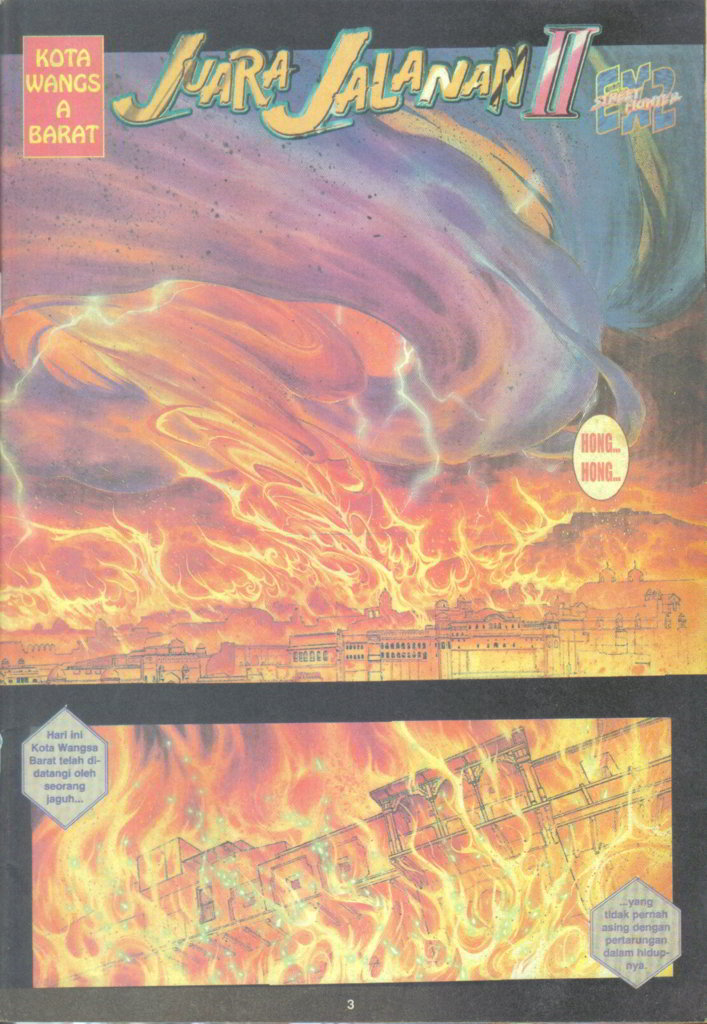 KOTA
WANGS
A
BARAT
JUARA JALANAN II
EX2
STREET
FIGHTER
HONG...
HONG...
Hari ini
Kota Wangsa
Barat telah di-
datangi oleh
seorang
jaguh...
...yang
tidak pernah
asing dengan
pertarungan
dalam hidup-
nya.
3